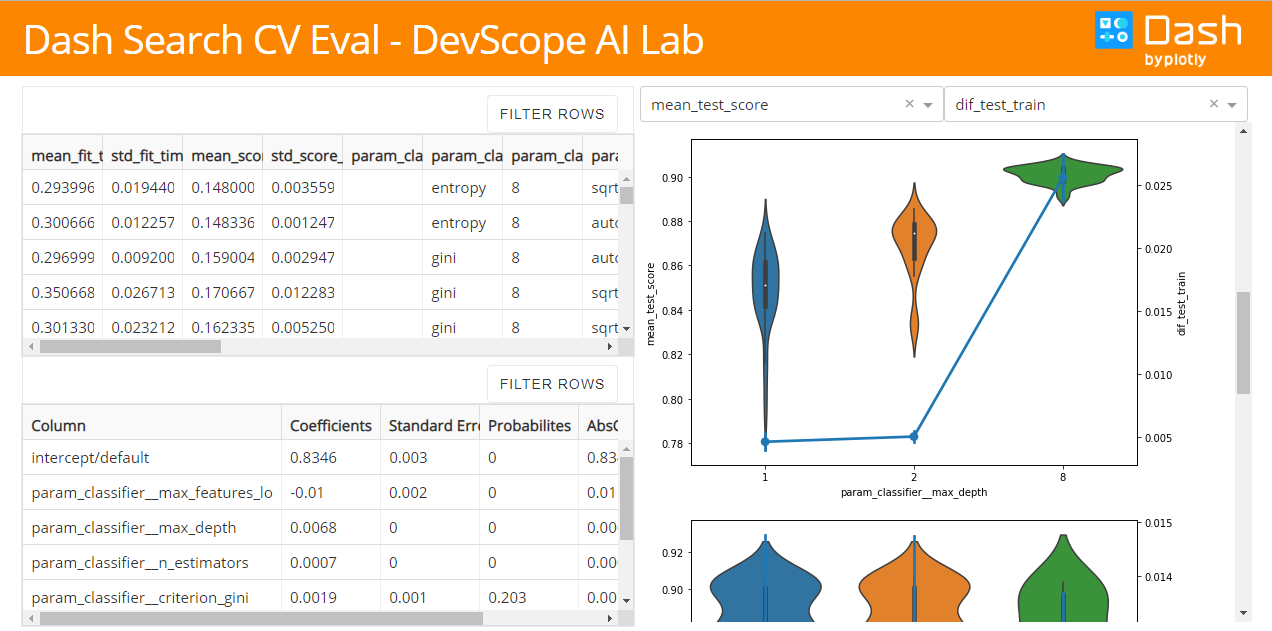 Dash Search CV Eval - DevScope AI Lab
Dash
byplotly
FILTER ROWS
mean_fit_t std_fit_tim mean_scor std_score_ param_cla param_cla param_cla para
0.293996 0.019440 0.148000 0.003559 entropy 8 sqrt
0.300666 0.012257 0.148336 0.001247 entropy 8 auto
0.296999 0.009200 0.159004 0.002947 gini 8 auto
0.350668 0.026713 0.170667 0.012283 gini 8 sqrt
0.301330 0.023212 0.162335 0.005250 gini 8 sqrt
FILTER ROWS
Column Coefficients Standard Erro Probabilites AbsC
intercept/default 0.8346 0.003 0 0.834
param_classifier__max_features_lo -0.01 0.002 0 0.01
param_classifier__max_depth 0.0068 0 0 0.00
param_classifier__n_estimators 0.0007 0 0 0.00
param_classifier__criterion_gini 0.0019 0.001 0.203 0.00
mean_test_score × dif_test_train ×
mean_test_score
0.90
0.88
0.86
0.84
0.82
0.80
0.78
0.025
0.020
0.015
0.010
0.005
dif_test_train
1 2 8
param_classifier__max_depth
0.92
0.90
0.015
0.014